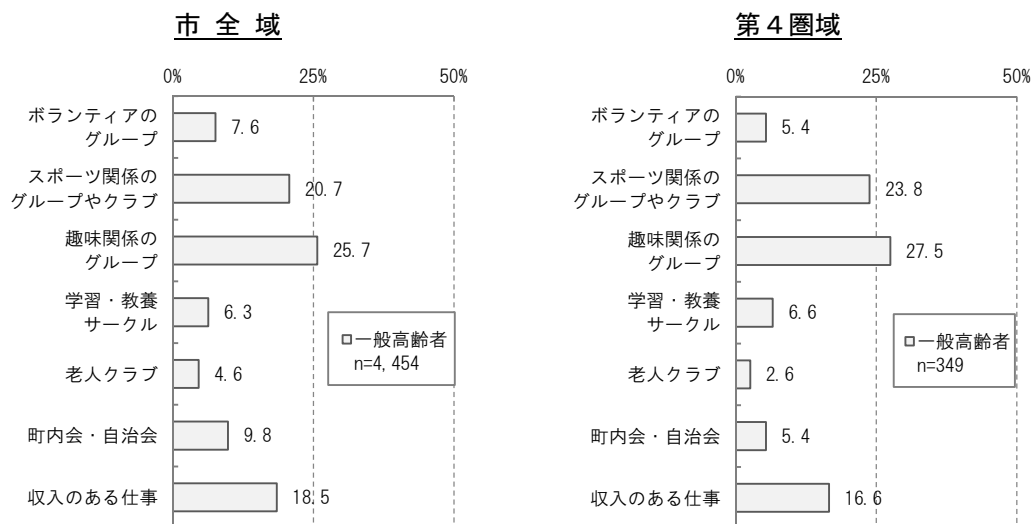 市 全 域
0% 25% 50%
ボランティアの
グループ
7.6
スポーツ関係の
グループやクラブ
20.7
趣味関係の
グループ
25.7
学習・教養
サークル
6.3
老人クラブ
4.6
町内会・自治会
9.8
収入のある仕事
18.5
一般高齢者
n=4,454
第４圏域
0% 25% 50%
ボランティアの
グループ
5.4
スポーツ関係の
グループやクラブ
23.8
趣味関係の
グループ
27.5
学習・教養
サークル
6.6
老人クラブ
2.6
町内会・自治会
5.4
収入のある仕事
16.6
一般高齢者
n=349